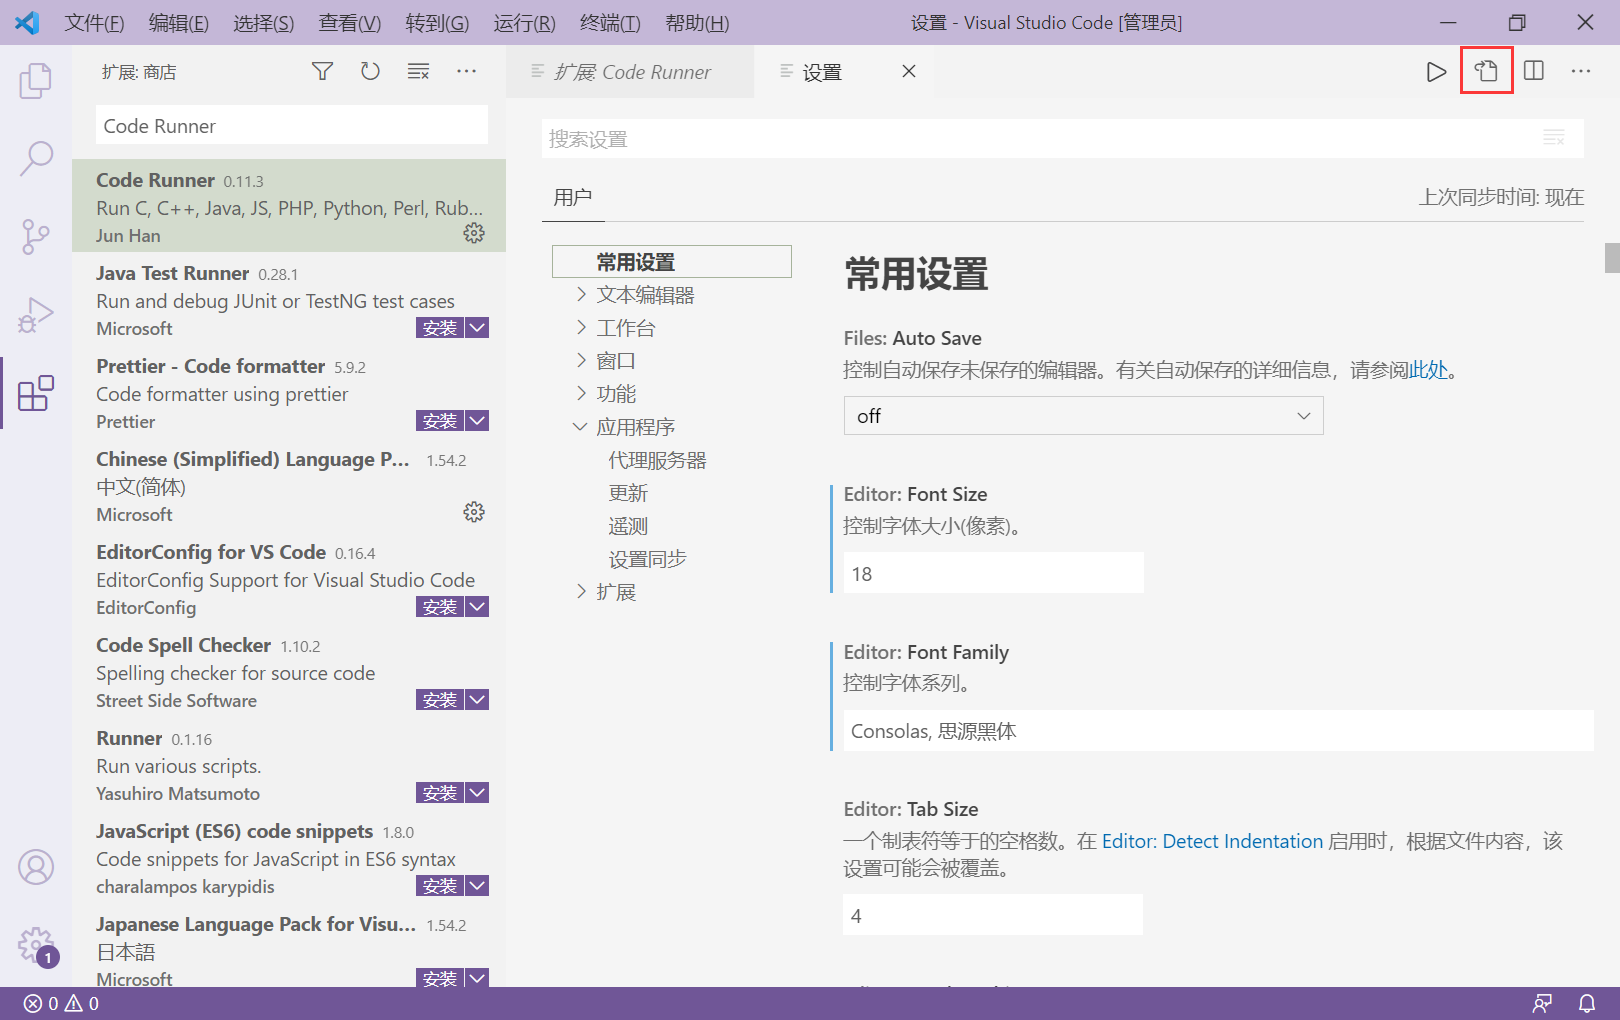 文件(F) 编辑(E) 选择(S) 查看(V) 转到(G) 运行(R) 终端(T) 帮助(H) 设置 - Visual Studio Code [管理员]
扩展: 商店
Code Runner
Code Runner 0.11.3
Run C, C++, Java, JS, PHP, Python, Perl, Rub...
Jun Han
Java Test Runner 0.28.1
Run and debug JUnit or TestNG test cases
Microsoft 安装
Prettier - Code formatter 5.9.2
Code formatter using prettier
Prettier 安装
Chinese (Simplified) Language P... 1.54.2
中文(简体)
Microsoft
EditorConfig for VS Code 0.16.4
EditorConfig Support for Visual Studio Code
EditorConfig 安装
Code Spell Checker 1.10.2
Spelling checker for source code
Street Side Software 安装
Runner 0.1.16
Run various scripts.
Yasuhiro Matsumoto 安装
JavaScript (ES6) code snippets 1.8.0
Code snippets for JavaScript in ES6 syntax
charalampos karypidis 安装
Japanese Language Pack for Visu... 1.54.2
日本語
Microsoft 安装
1
扩展: Code Runner 设置
搜索设置
用户 上次同步时间: 现在
常用设置
文本编辑器
工作台
窗口
功能
应用程序
代理服务器
更新
遥测
设置同步
扩展
常用设置
Files: Auto Save
控制自动保存未保存的编辑器。有关自动保存的详细信息，请参阅此处。
off
Editor: Font Size
控制字体大小(像素)。
18
Editor: Font Family
控制字体系列。
Consolas, 思源黑体
Editor: Tab Size
一个制表符等于的空格数。在 Editor: Detect Indentation 启用时，根据文件内容，该
设置可能会被覆盖。
4
0 0